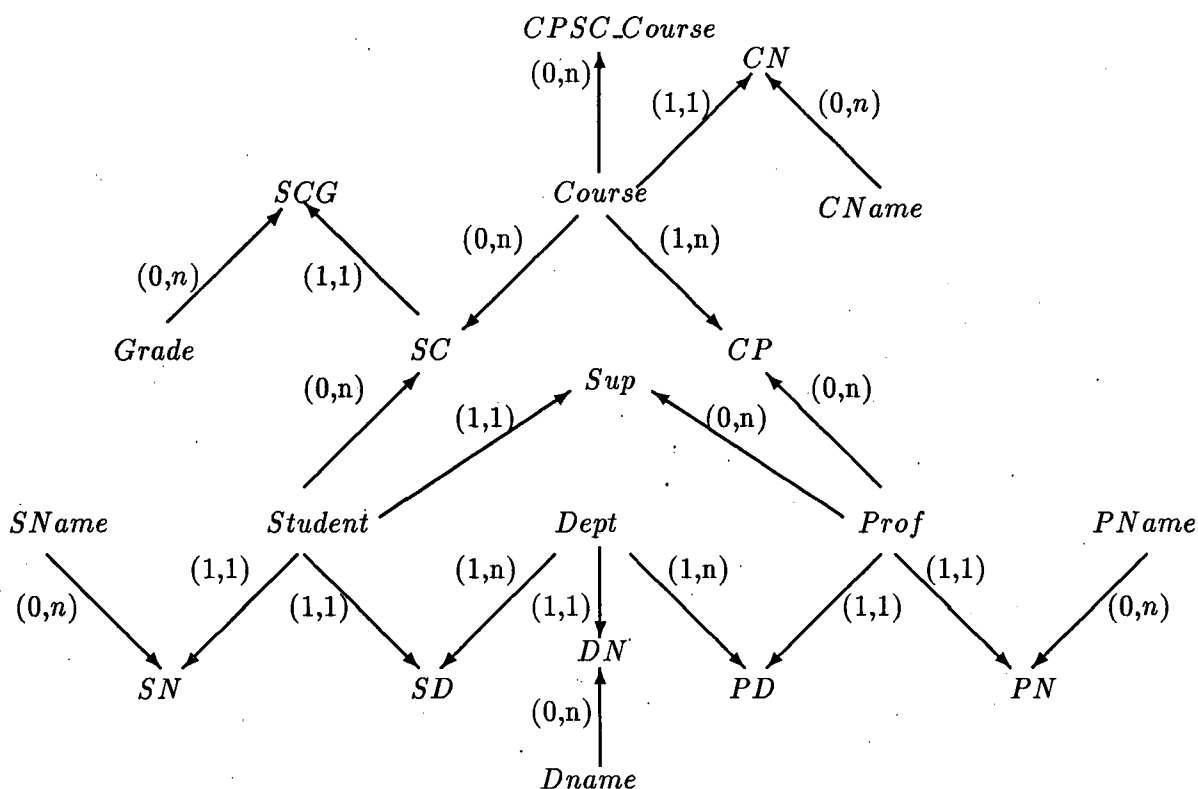 CPSC_Course
CN
(0,n)
(1,1)
(0,n)
SCG
Course
CName
(0,n)
(1,n)
(0,n)
(1,1)
Grade
SC
CP
Sup
(0,n)
(0,n)
(1,1)
(0,n)
SName
Student
Dept
Prof
PName
(1,1)
(1,n)
(1,n)
(1,1)
(0,n)
(1,1)
(1,1)
(1,1)
(0,n)
DN
SN
SD
PD
PN
(0,n)
Dname